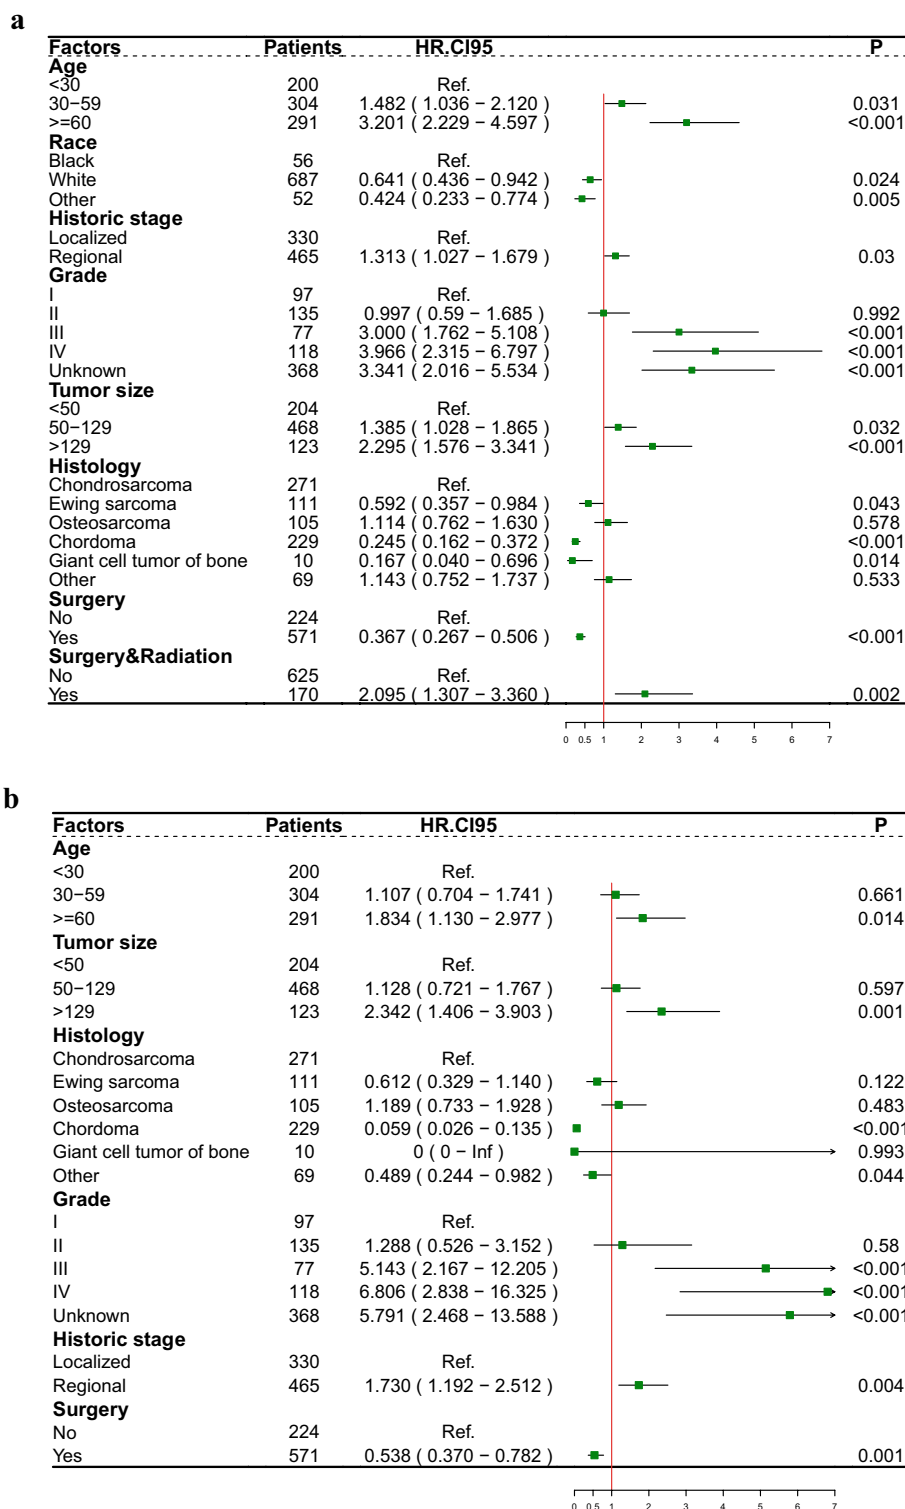 a
Factors Patients HR.CI95 P
Age
<30 200 Ref.
30−59 304 1.482 ( 1.036 − 2.120 ) 0.031
>=60 291 3.201 ( 2.229 − 4.597 ) <0.001
Race
Black 56 Ref.
White 687 0.641 ( 0.436 − 0.942 ) 0.024
Other 52 0.424 ( 0.233 − 0.774 ) 0.005
Historic stage
Localized 330 Ref.
Regional 465 1.313 ( 1.027 − 1.679 ) 0.03
Grade
I 97 Ref.
II 135 0.997 ( 0.59 − 1.685 ) 0.992
III 77 3.000 ( 1.762 − 5.108 ) <0.001
IV 118 3.966 ( 2.315 − 6.797 ) <0.001
Unknown 368 3.341 ( 2.016 − 5.534 ) <0.001
Tumor size
<50 204 Ref.
50−129 468 1.385 ( 1.028 − 1.865 ) 0.032
>129 123 2.295 ( 1.576 − 3.341 ) <0.001
Histology
Chondrosarcoma 271 Ref.
Ewing sarcoma 111 0.592 ( 0.357 − 0.984 ) 0.043
Osteosarcoma 105 1.114 ( 0.762 − 1.630 ) 0.578
Chordoma 229 0.245 ( 0.162 − 0.372 ) <0.001
Giant cell tumor of bone 10 0.167 ( 0.040 − 0.696 ) 0.014
Other 69 1.143 ( 0.752 − 1.737 ) 0.533
Surgery
No 224 Ref.
Yes 571 0.367 ( 0.267 − 0.506 ) <0.001
Surgery&Radiation
No 625 Ref.
Yes 170 2.095 ( 1.307 − 3.360 ) 0.002
0 0.5 1 2 3 4 5 6 7
b
Factors Patients HR.CI95 P
Age
<30 200 Ref.
30−59 304 1.107 ( 0.704 − 1.741 ) 0.661
>=60 291 1.834 ( 1.130 − 2.977 ) 0.014
Tumor size
<50 204 Ref.
50−129 468 1.128 ( 0.721 − 1.767 ) 0.597
>129 123 2.342 ( 1.406 − 3.903 ) 0.001
Histology
Chondrosarcoma 271 Ref.
Ewing sarcoma 111 0.612 ( 0.329 − 1.140 ) 0.122
Osteosarcoma 105 1.189 ( 0.733 − 1.928 ) 0.483
Chordoma 229 0.059 ( 0.026 − 0.135 ) <0.001
Giant cell tumor of bone 10 0 ( 0 − Inf ) 0.993
Other 69 0.489 ( 0.244 − 0.982 ) 0.044
Grade
I 97 Ref.
II 135 1.288 ( 0.526 − 3.152 ) 0.58
III 77 5.143 ( 2.167 − 12.205 ) <0.001
IV 118 6.806 ( 2.838 − 16.325 ) <0.001
Unknown 368 5.791 ( 2.468 − 13.588 ) <0.001
Historic stage
Localized 330 Ref.
Regional 465 1.730 ( 1.192 − 2.512 ) 0.004
Surgery
No 224 Ref.
Yes 571 0.538 ( 0.370 − 0.782 ) 0.001
0 0.5 1 2 3 4 5 6 7